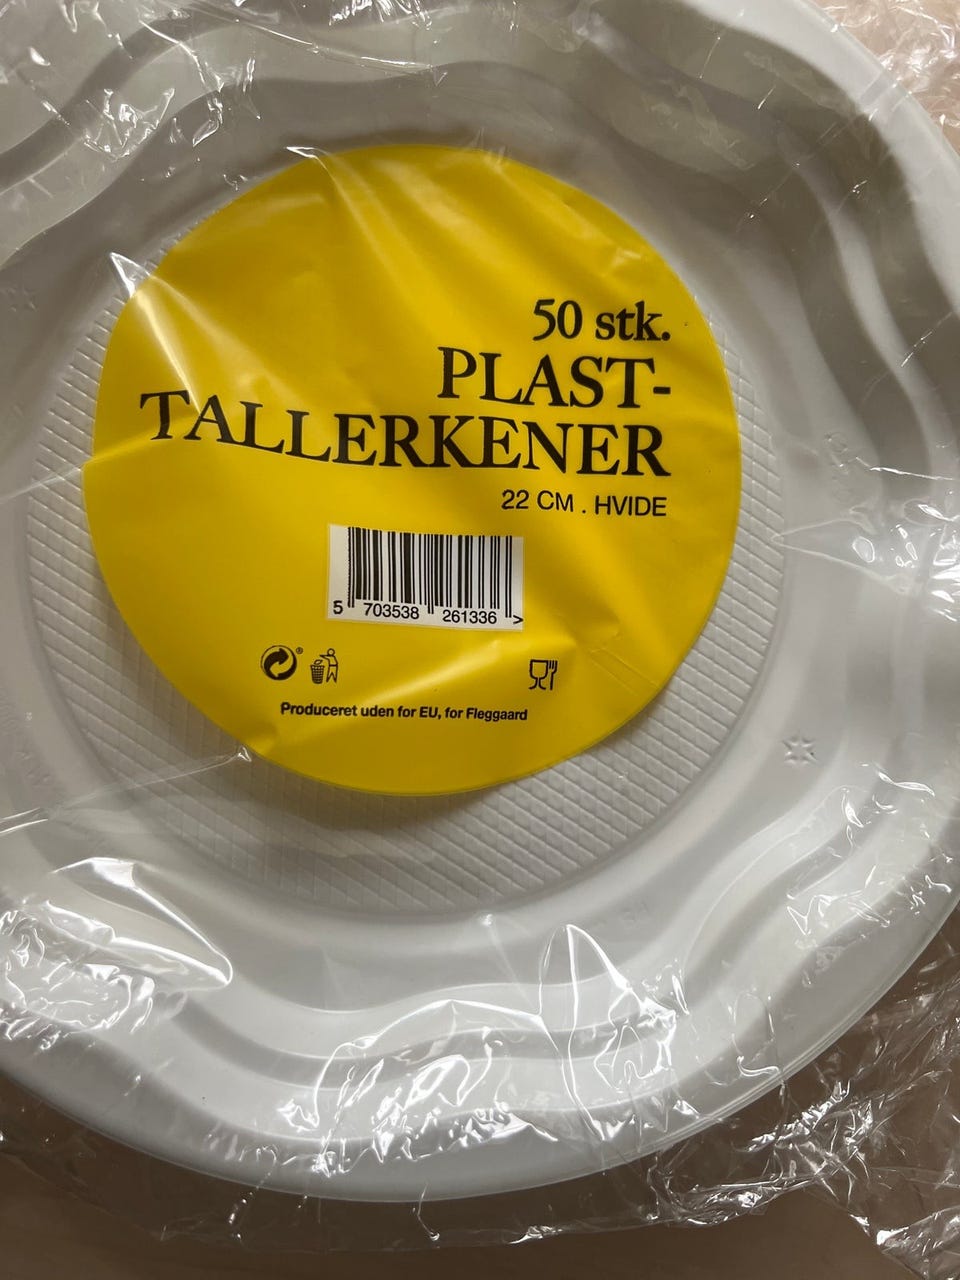 50 stk.
PLAST-
TALLERKENER
22 CM . HVIDE
5 703538 261336 >
®
Produceret uden for EU, for Fleggaard